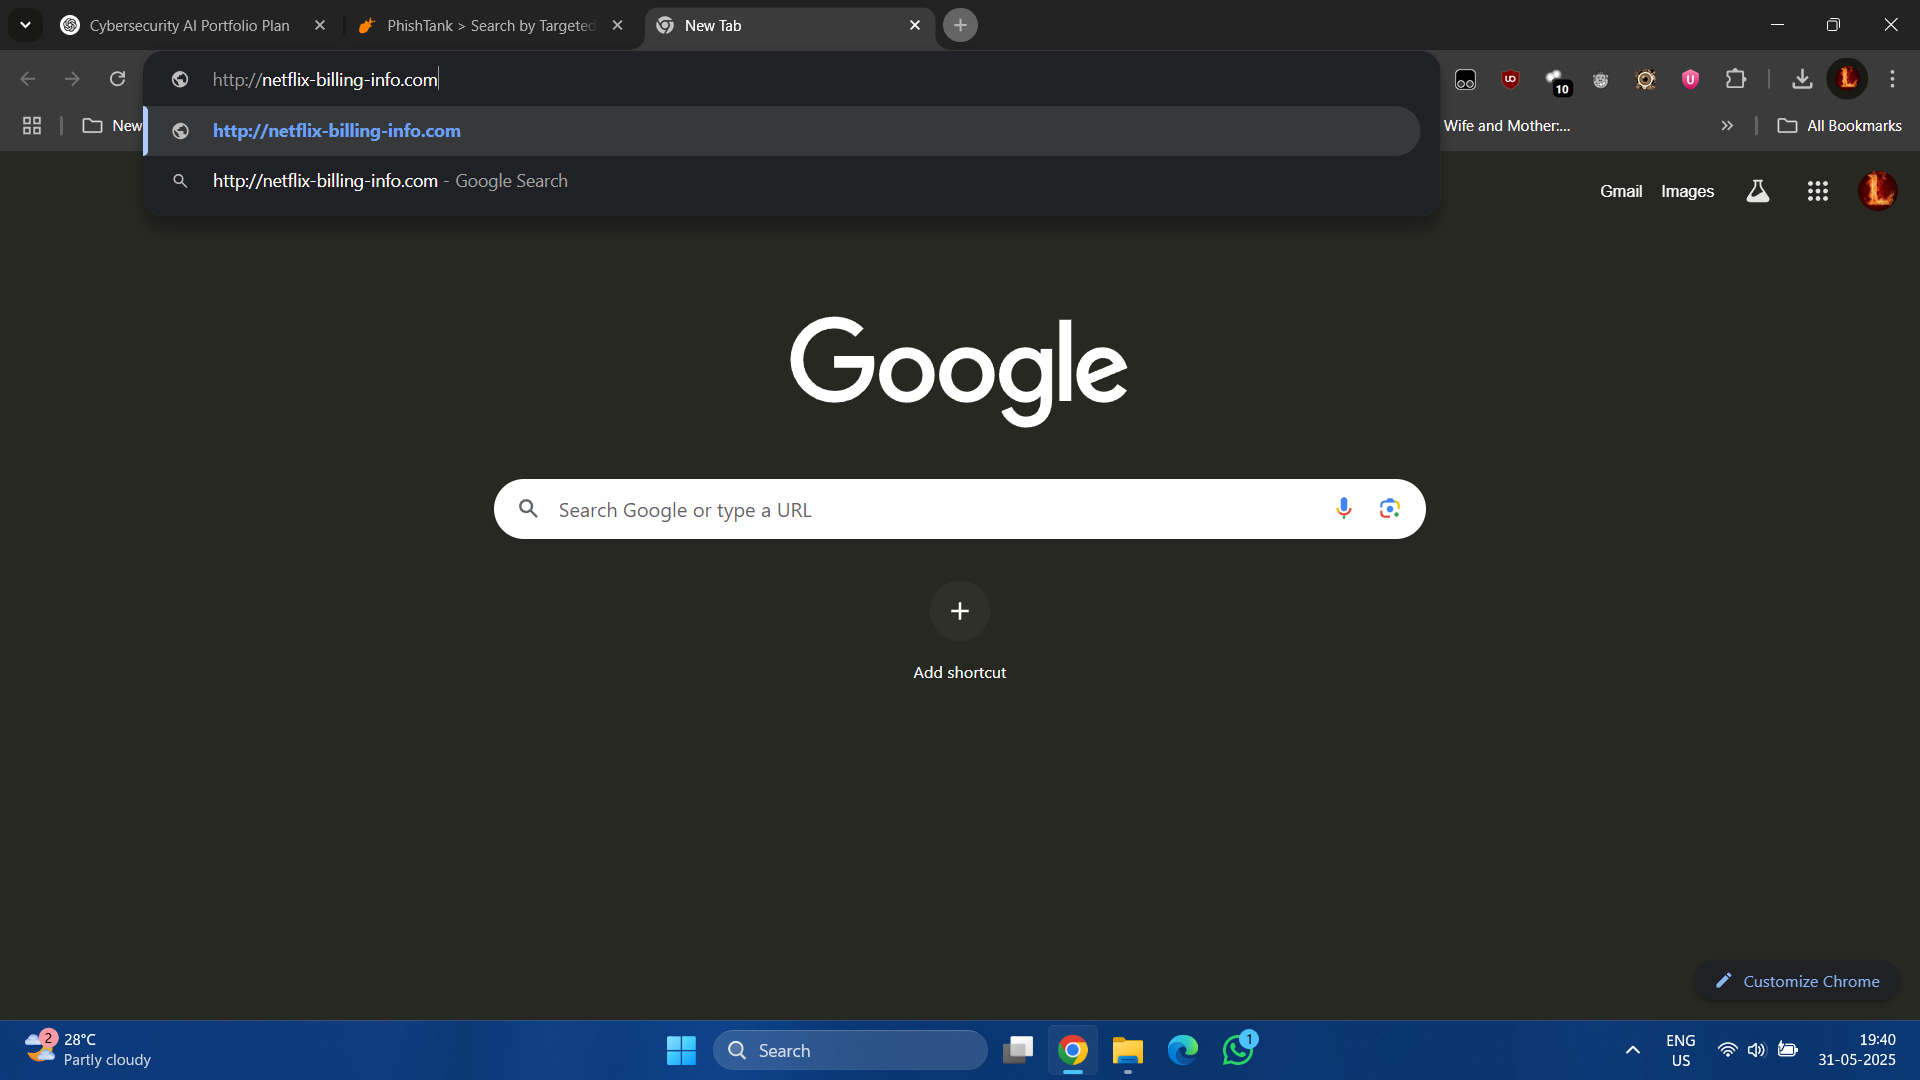 Cybersecurity AI Portfolio Plan
PhishTank > Search by Targeted
New Tab
http://netflix-billing-info.com
10
New
http://netflix-billing-info.com
Wife and Mother:...
All Bookmarks
http://netflix-billing-info.com - Google Search
Gmail
Images
Google
Search Google or type a URL
Add shortcut
Customize Chrome
2
28°C
Partly cloudy
Search
1
ENG
US
19:40
31-05-2025